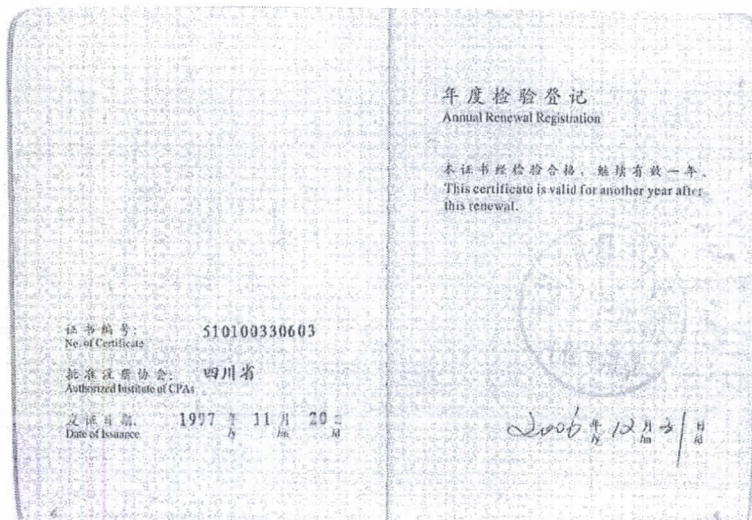 证书编号: 510100330603
No. of Certificate
批准注册协会: 四川省
Authorized Institute of CPAs
发证日期: 1997 年 11 月 20 日
Date of Issuance /y /m /d
年度检验登记
Annual Renewal Registration
本证书经检验合格，继续有效一年。
This certificate is valid for another year after
this renewal.
2006 年 12 月 31 日
/y /m /d